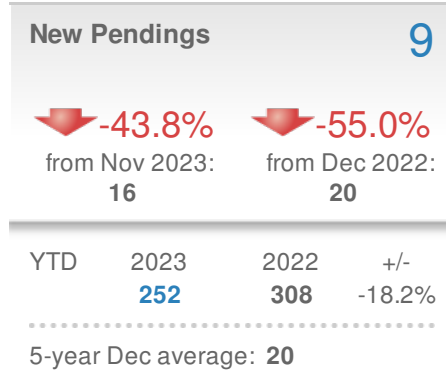 New Pendings 9
-43.8% -55.0%
from Nov 2023: from Dec 2022:
16 20
YTD 2023 2022 +/-
252 308 -18.2%
5-year Dec average: 20